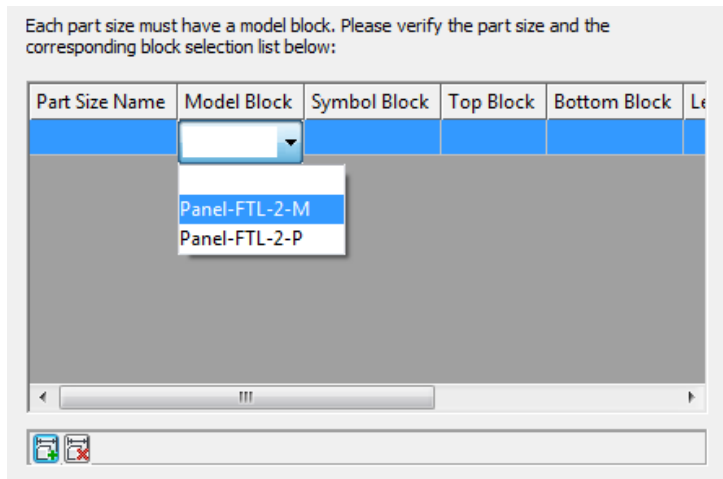 Each part size must have a model block. Please verify the part size and the
corresponding block selection list below:
Part Size Name Model Block Symbol Block Top Block Bottom Block
Panel-FTL-2-M
Panel-FTL-2-P